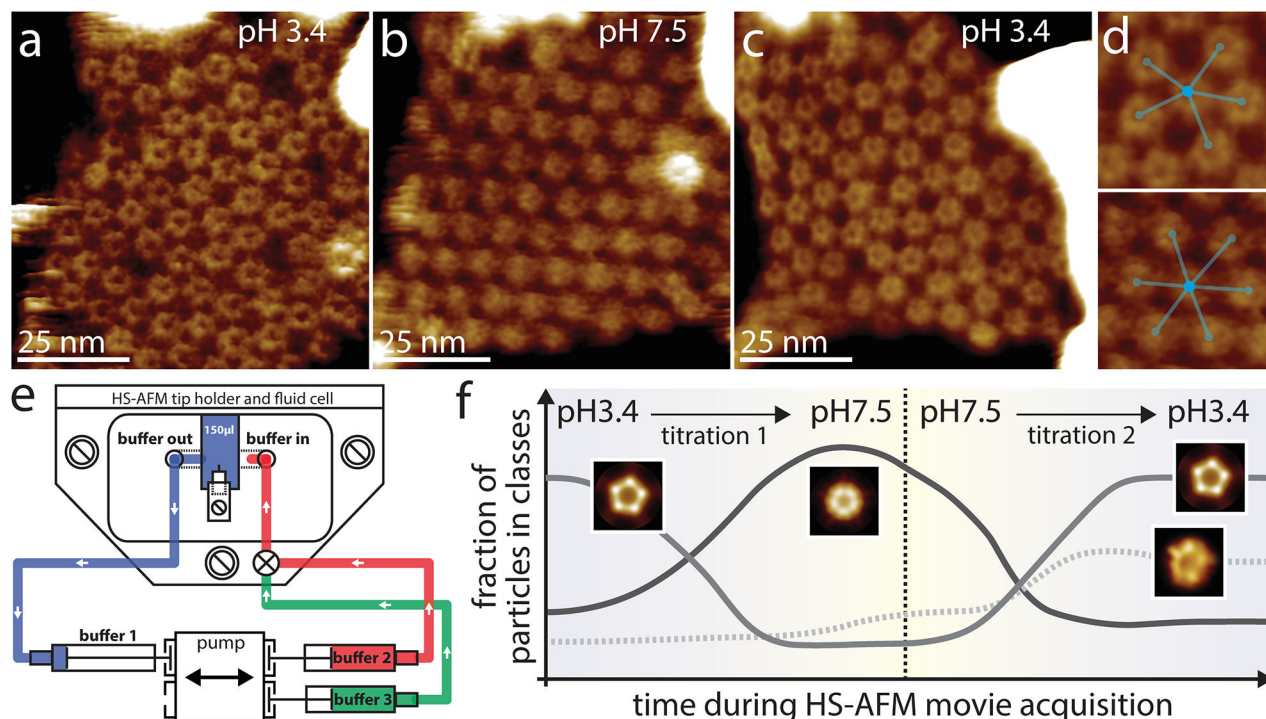 a
pH 3.4
25 nm
b
pH 7.5
25 nm
c
pH 3.4
25 nm
d
e
HS-AFM tip holder and fluid cell
150µl
buffer out
buffer in
buffer 1
pump
buffer 2
buffer 3
f
pH3.4
titration 1
pH7.5
pH7.5
titration 2
pH3.4
fraction of
particles in classes
time during HS-AFM movie acquisition